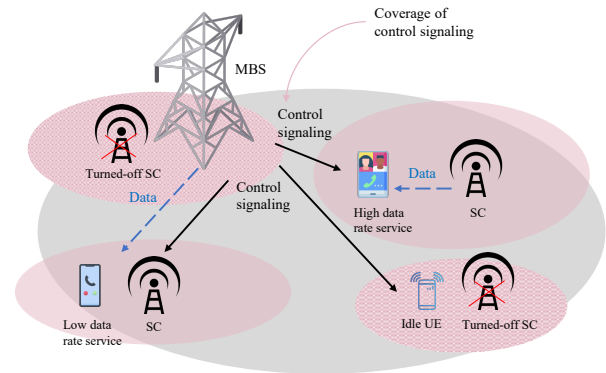 Coverage of
control signaling
MBS
Control
signaling
Turned-off SC
Data
Control
signaling
Data
High data
rate service
SC
Low data
rate service
SC
Idle UE
Turned-off SC